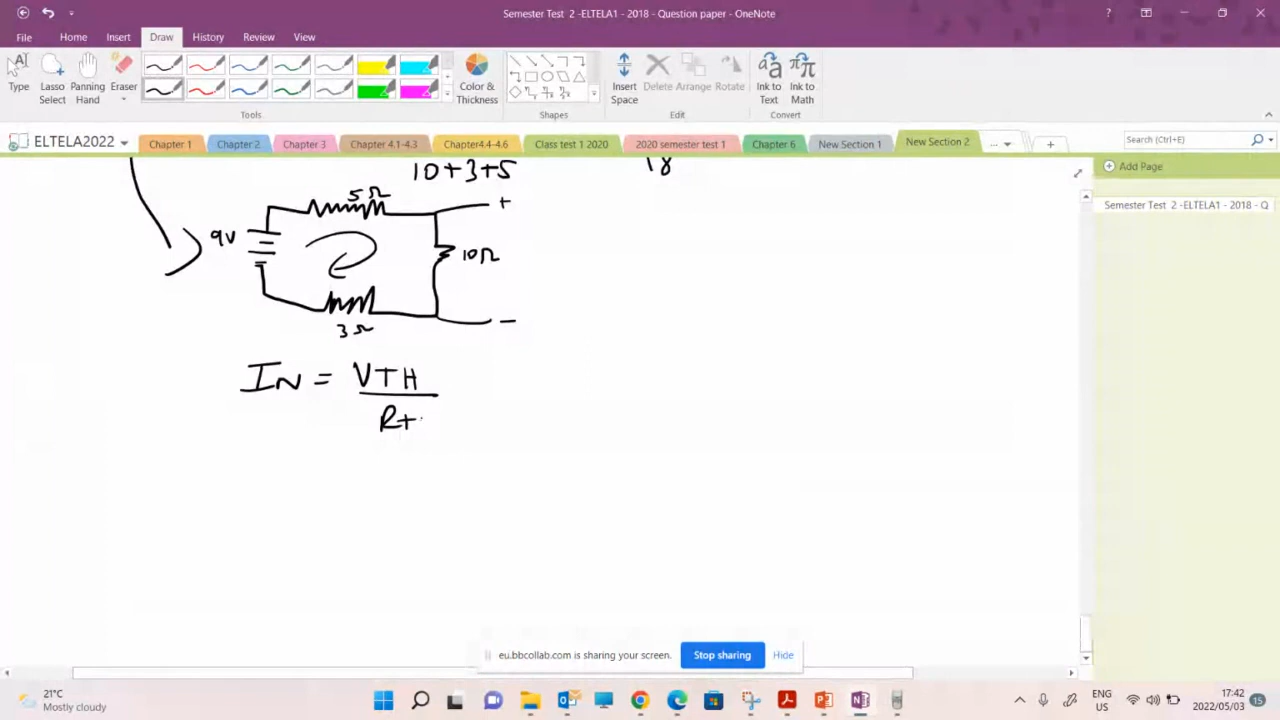 Semester Test 2 -ELTELA1 - 2018 - Question paper - OneNote
File Home Insert Draw History Review View
Type
Lasso Select
Panning Hand
Eraser
Color & Thickness
Insert Space
Delete
Arrange
Rotate
Ink to Text
Ink to Math
Tools
Shapes
Edit
Convert
ELTELA2022
Chapter 1
Chapter 2
Chapter 3
Chapter 4.1-4.3
Chapter4.4-4.6
Class test 1 2020
2020 semester test 1
Chapter 6
New Section 1
New Section 2
...
Search (Ctrl+E)
Add Page
Semester Test 2 -ELTELA1 - 2018 - Q
10+3+5
18
5Ω
+
9V
10Ω
3Ω
−
IN = VTH
Rt
eu.bbcollab.com is sharing your screen.
Stop sharing
Hide
21°C
Mostly cloudy
ENG
US
17:42
2022/05/03
15